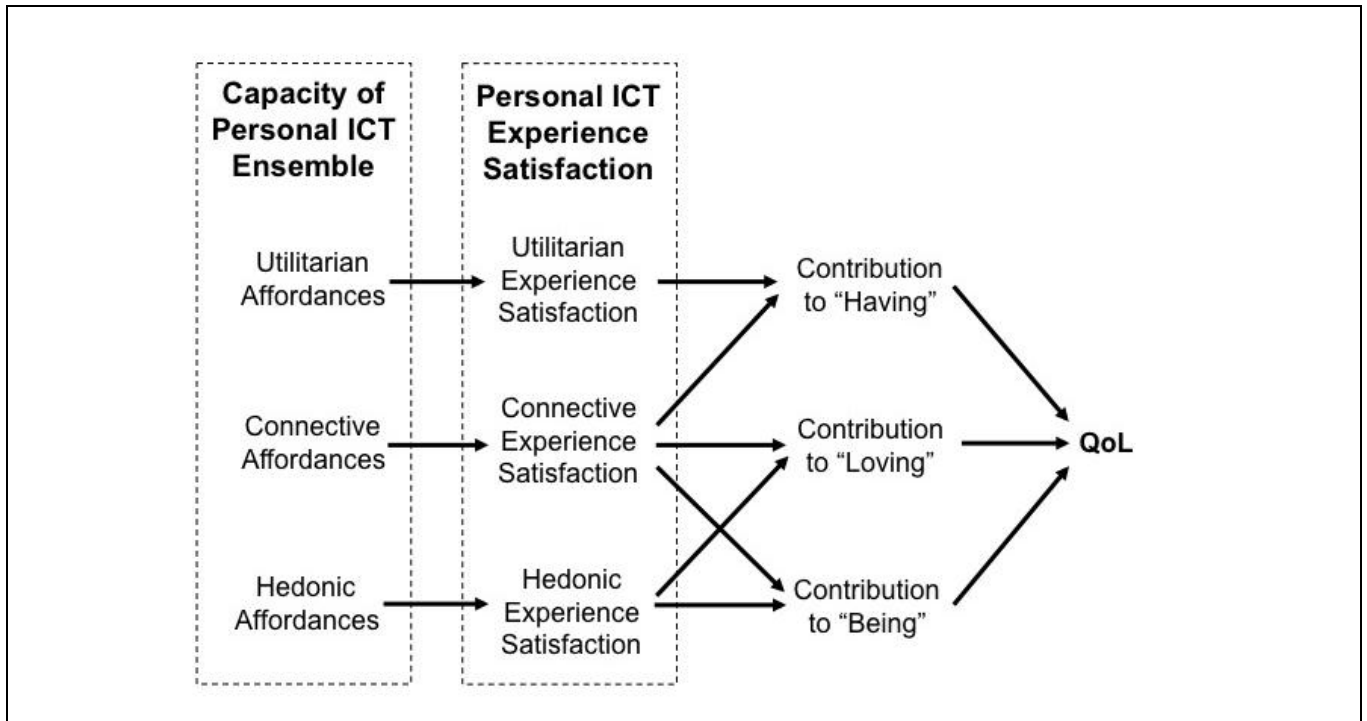 Capacity of
Personal ICT
Ensemble
Utilitarian
Affordances
Connective
Affordances
Hedonic
Affordances
Personal ICT
Experience
Satisfaction
Utilitarian
Experience
Satisfaction
Connective
Experience
Satisfaction
Hedonic
Experience
Satisfaction
Contribution
to “Having”
Contribution
to “Loving”
Contribution
to “Being”
QoL